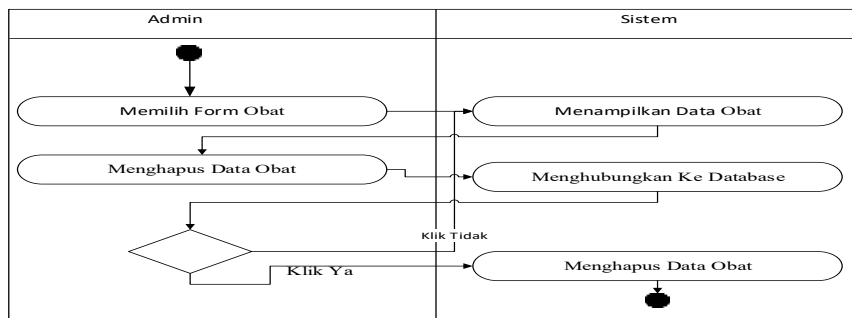 Admin
Sistem
Memilih Form Obat
Menampilkan Data Obat
Menghapus Data Obat
Menghubungkan Ke Database
Klik Tidak
Klik Ya
Menghapus Data Obat